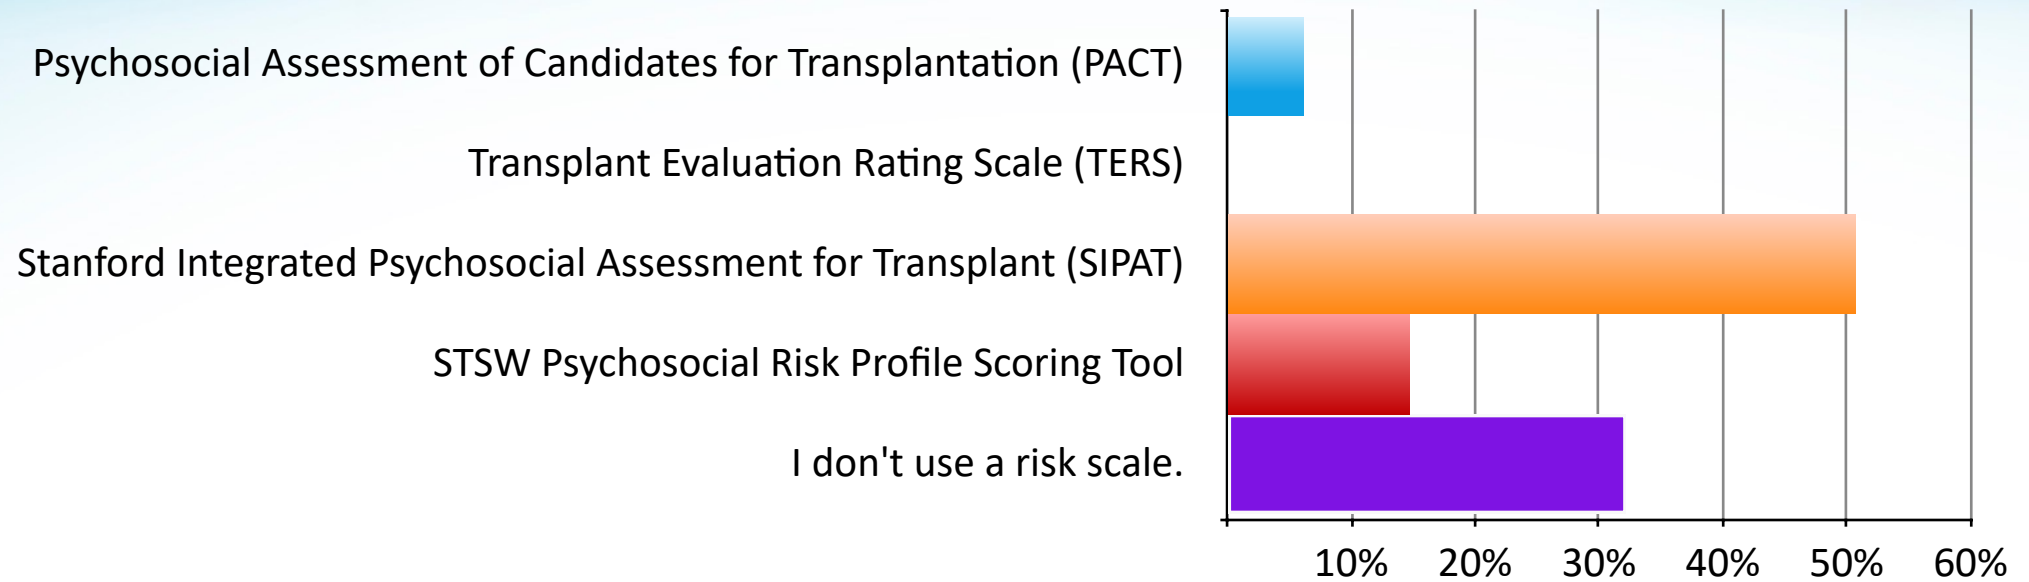 Psychosocial Assessment of Candidates for Transplantation (PACT)
Transplant Evaluation Rating Scale (TERS)
Stanford Integrated Psychosocial Assessment for Transplant (SIPAT)
STSW Psychosocial Risk Profile Scoring Tool
I don't use a risk scale.
10% 20% 30% 40% 50% 60%